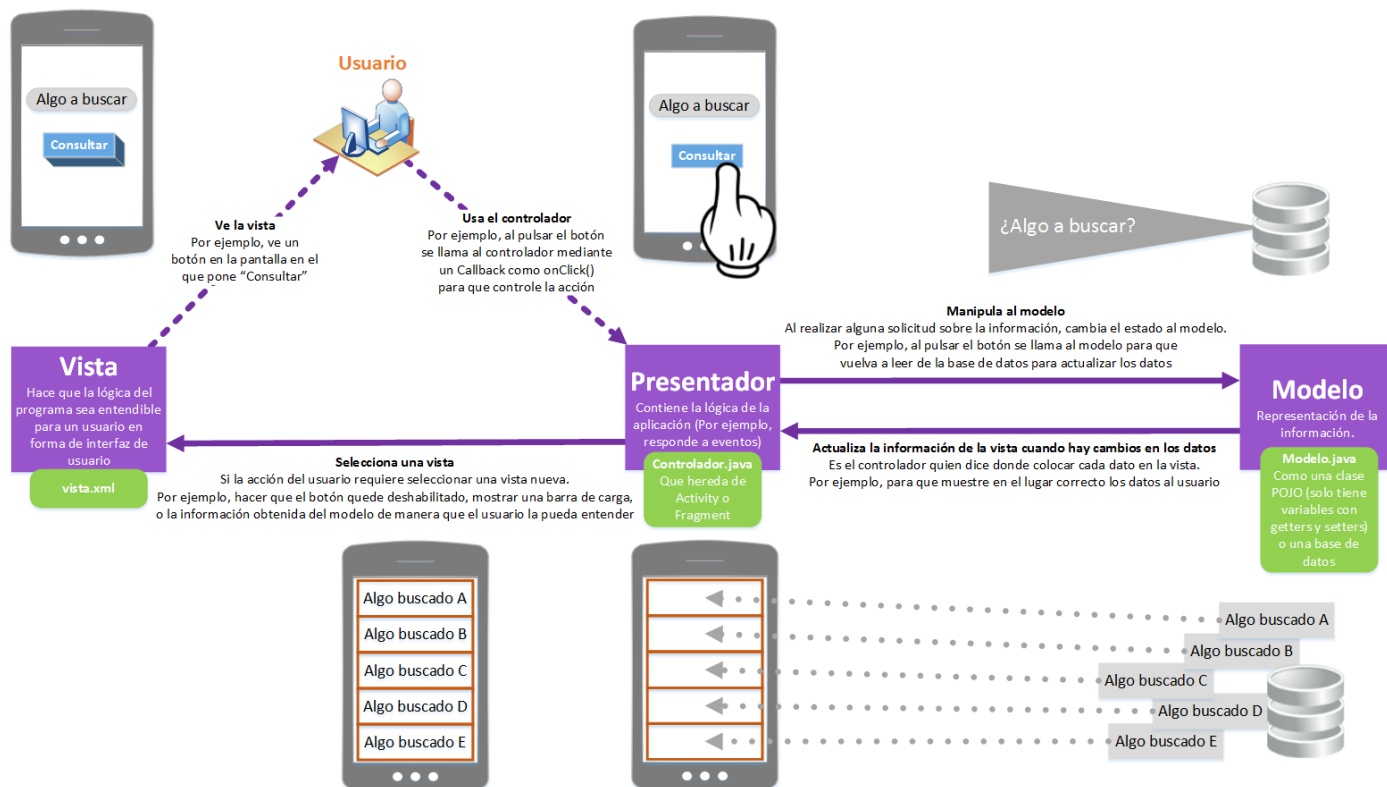 Algo a buscar
Consultar
Usuario
Algo a buscar
Consultar
¿Algo a buscar?
Ve la vista
Por ejemplo, ve un
botón en la pantalla en el
que pone “Consultar”
Usa el controlador
Por ejemplo, al pulsar el botón
se llama al controlador mediante
un Callback como onClick()
para que controle la acción
Manipula al modelo
Al realizar alguna solicitud sobre la información, cambia el estado al modelo.
Por ejemplo, al pulsar el botón se llama al modelo para que
vuelva a leer de la base de datos para actualizar los datos
Vista
Hace que la lógica del
programa sea entendible
para un usuario en
forma de interfaz de
usuario
vista.xml
Selecciona una vista
Si la acción del usuario requiere seleccionar una vista nueva.
Por ejemplo, hacer que el botón quede deshabilitado, mostrar una barra de carga,
o la información obtenida del modelo de manera que el usuario la pueda entender
Presentador
Contiene la lógica de la
aplicación (Por ejemplo,
responde a eventos)
Controlador.java
Que hereda de
Activity o
Fragment
Actualiza la información de la vista cuando hay cambios en los datos
Es el controlador quien dice donde colocar cada dato en la vista.
Por ejemplo, para que muestre en el lugar correcto los datos al usuario
Modelo
Representación de la
información.
Modelo.java
Como una clase
POJO (solo tiene
variables con
getters y setters)
o una base de
datos
Algo buscado A
Algo buscado B
Algo buscado C
Algo buscado D
Algo buscado E
Algo buscado A
Algo buscado B
Algo buscado C
Algo buscado D
Algo buscado E